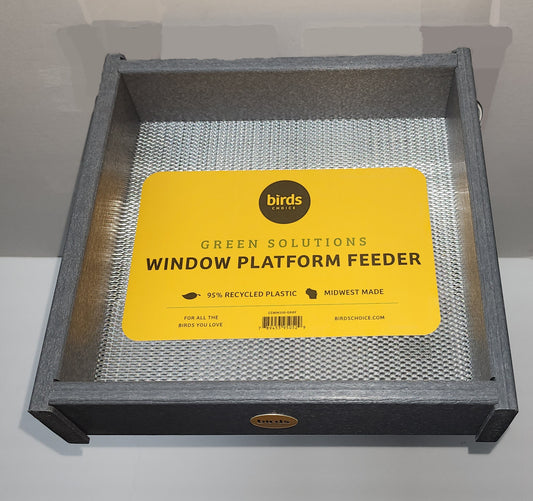 birds
CHOICE
GREEN SOLUTIONS
WINDOW PLATFORM FEEDER
95% RECYCLED PLASTIC
MIDWEST MADE
FOR ALL THE
BIRDS YOU LOVE
BIRDSCHOICE.COM
birds